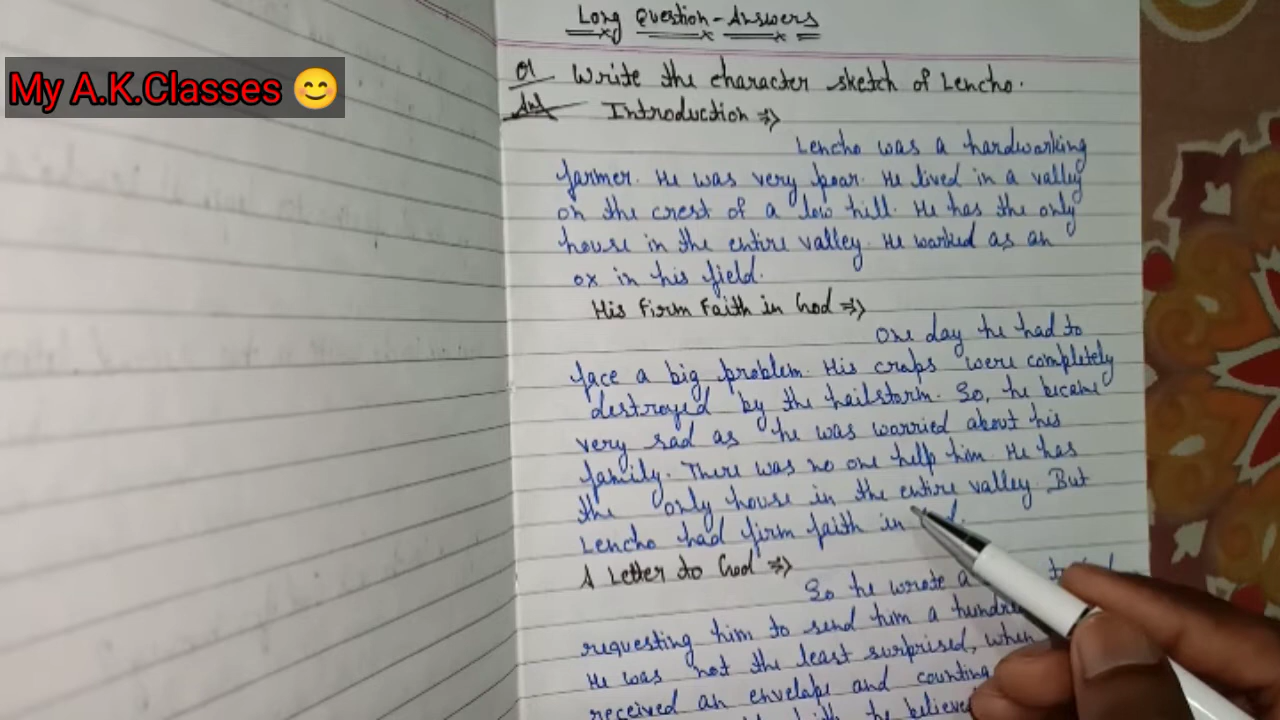 Long Question-Answers
My A.K.Classes 😊
Q1 Write the character sketch of Lencho.
Ans Introduction ⇒
Lencho was a hardworking
farmer. He was very poor. He lived in a valley
on the crest of a low hill. He has the only
house in the entire valley. He worked as an
ox in his field.
His Firm Faith in God ⇒
One day he had to
face a big problem. His crops were completely
destroyed by the hailstorm. So, he became
very sad as he was worried about his
family. There was no one help him. He has
the only house in the entire valley. But
Lencho had firm faith in
A Letter to God ⇒
So he wrote a
requesting him to send him a
He was not the least surprised, when
received an envelope and counting
he believed